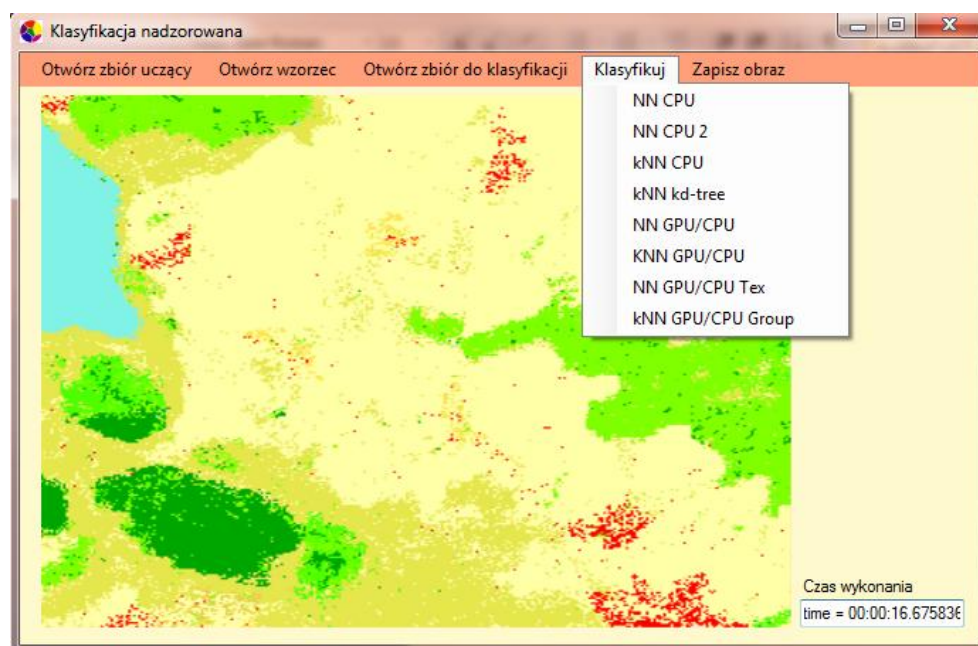 Klasyfikacja nadzorowana
Otwórz zbiór uczący Otwórz wzorzec Otwórz zbiór do klasyfikacji Klasyfikuj Zapisz obraz
NN CPU
NN CPU 2
kNN CPU
kNN kd-tree
NN GPU/CPU
KNN GPU/CPU
NN GPU/CPU Tex
kNN GPU/CPU Group
Czas wykonania
time = 00:00:16.675836